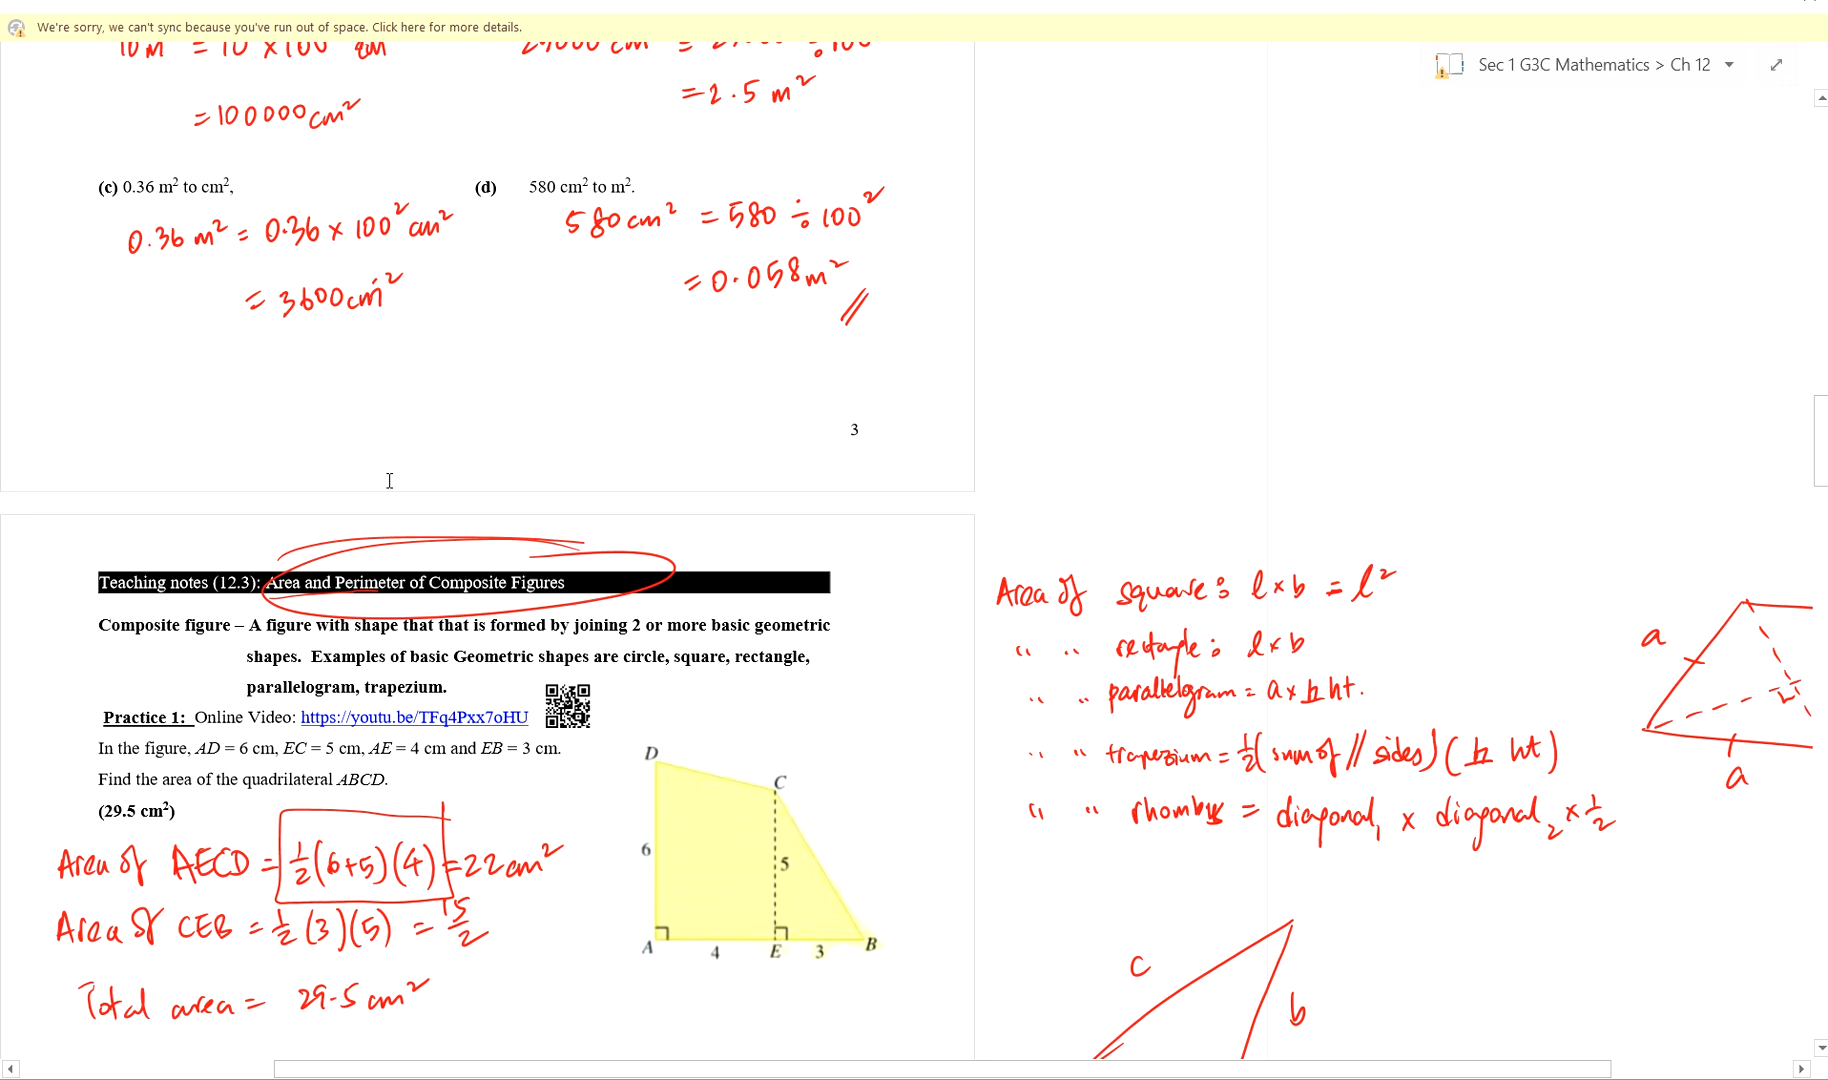 We're sorry, we can't sync because you've run out of space. Click here for more details.
Sec 1 G3C Mathematics > Ch 12
= 10 × 100 cm
= 100000 cm²
= 2.5 m²
(c) 0.36 m² to cm²,
(d) 580 cm² to m².
0.36 m² = 0.36 × 100² cm²
= 3600 cm²
580 cm² = 580 ÷ 100²
= 0.058 m²
3
Teaching notes (12.3): Area and Perimeter of Composite Figures
Composite figure – A figure with shape that that is formed by joining 2 or more basic geometric
shapes. Examples of basic Geometric shapes are circle, square, rectangle,
parallelogram, trapezium.
Practice 1: Online Video: https://youtu.be/TFq4Pxx7oHU
In the figure, AD = 6 cm, EC = 5 cm, AE = 4 cm and EB = 3 cm.
Find the area of the quadrilateral ABCD.
(29.5 cm²)
Area of AECD = ½(6+5)(4) = 22 cm²
Area of CEB = ½(3)(5) = 15/2
Total area = 29.5 cm²
D
C
6
5
A
4
E
3
B
Area of square : l × b = l²
" " rectangle : l × b
" " parallelogram = a × ht.
" " trapezium = ½(sum of // sides)( ht)
" " rhombus = diagonal₁ × diagonal₂ × ½
a
a
c
b